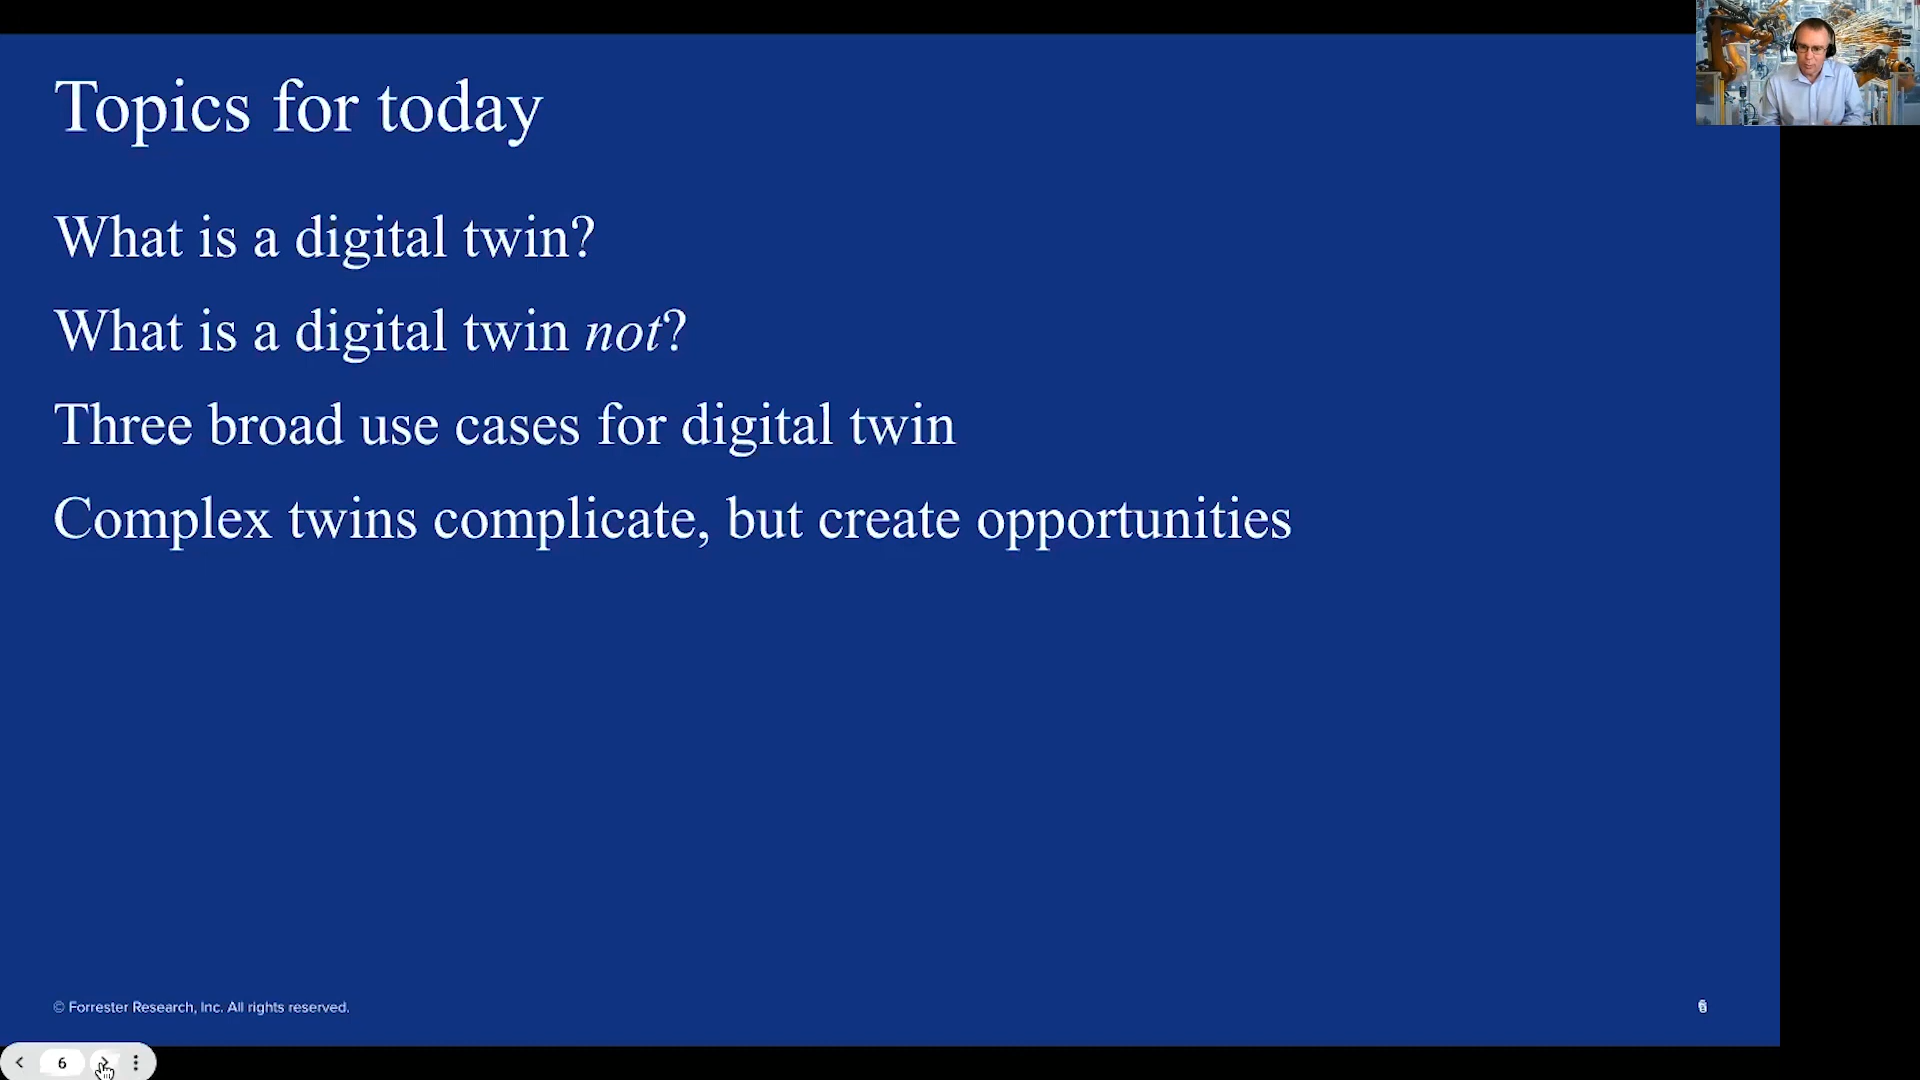 Topics for today
What is a digital twin?
What is a digital twin not?
Three broad use cases for digital twin
Complex twins complicate, but create opportunities
© Forrester Research, Inc. All rights reserved.
6
6